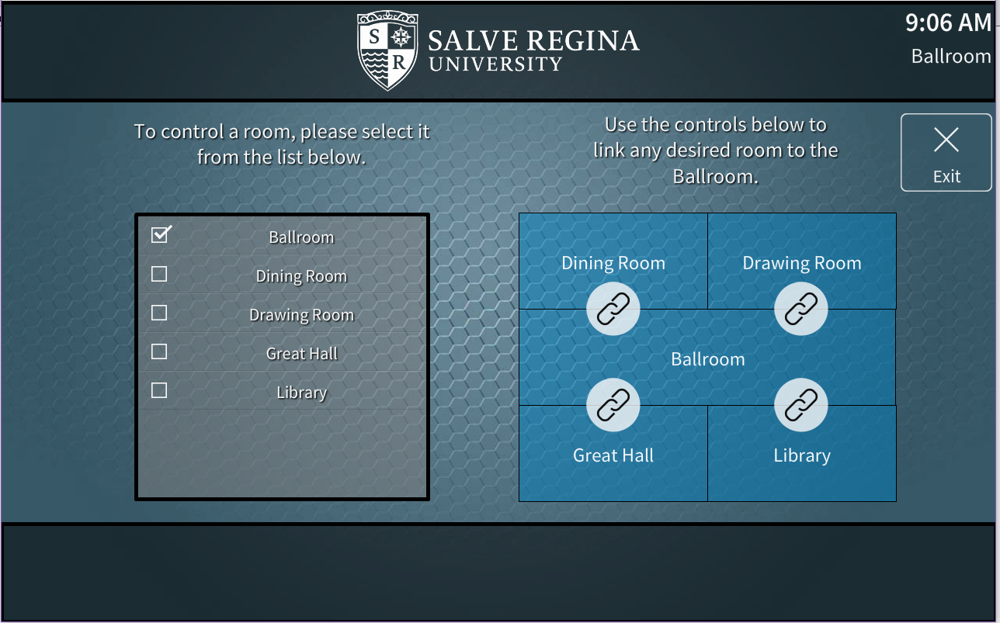 S
R
SALVE REGINA
UNIVERSITY
9:06 AM
Ballroom
To control a room, please select it
from the list below.
Use the controls below to
link any desired room to the
Ballroom.
Exit
Ballroom
Dining Room
Drawing Room
Great Hall
Library
Dining Room
Drawing Room
Ballroom
Great Hall
Library